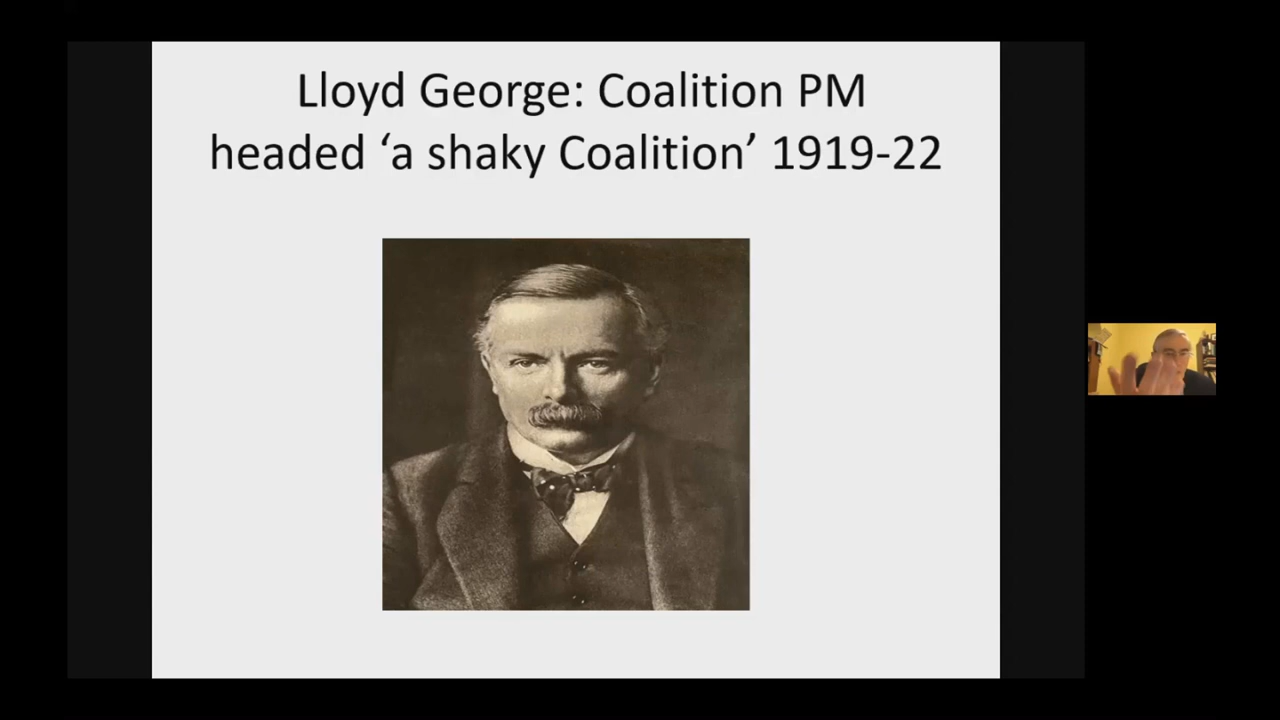 Lloyd George: Coalition PM
headed ‘a shaky Coalition’ 1919-22